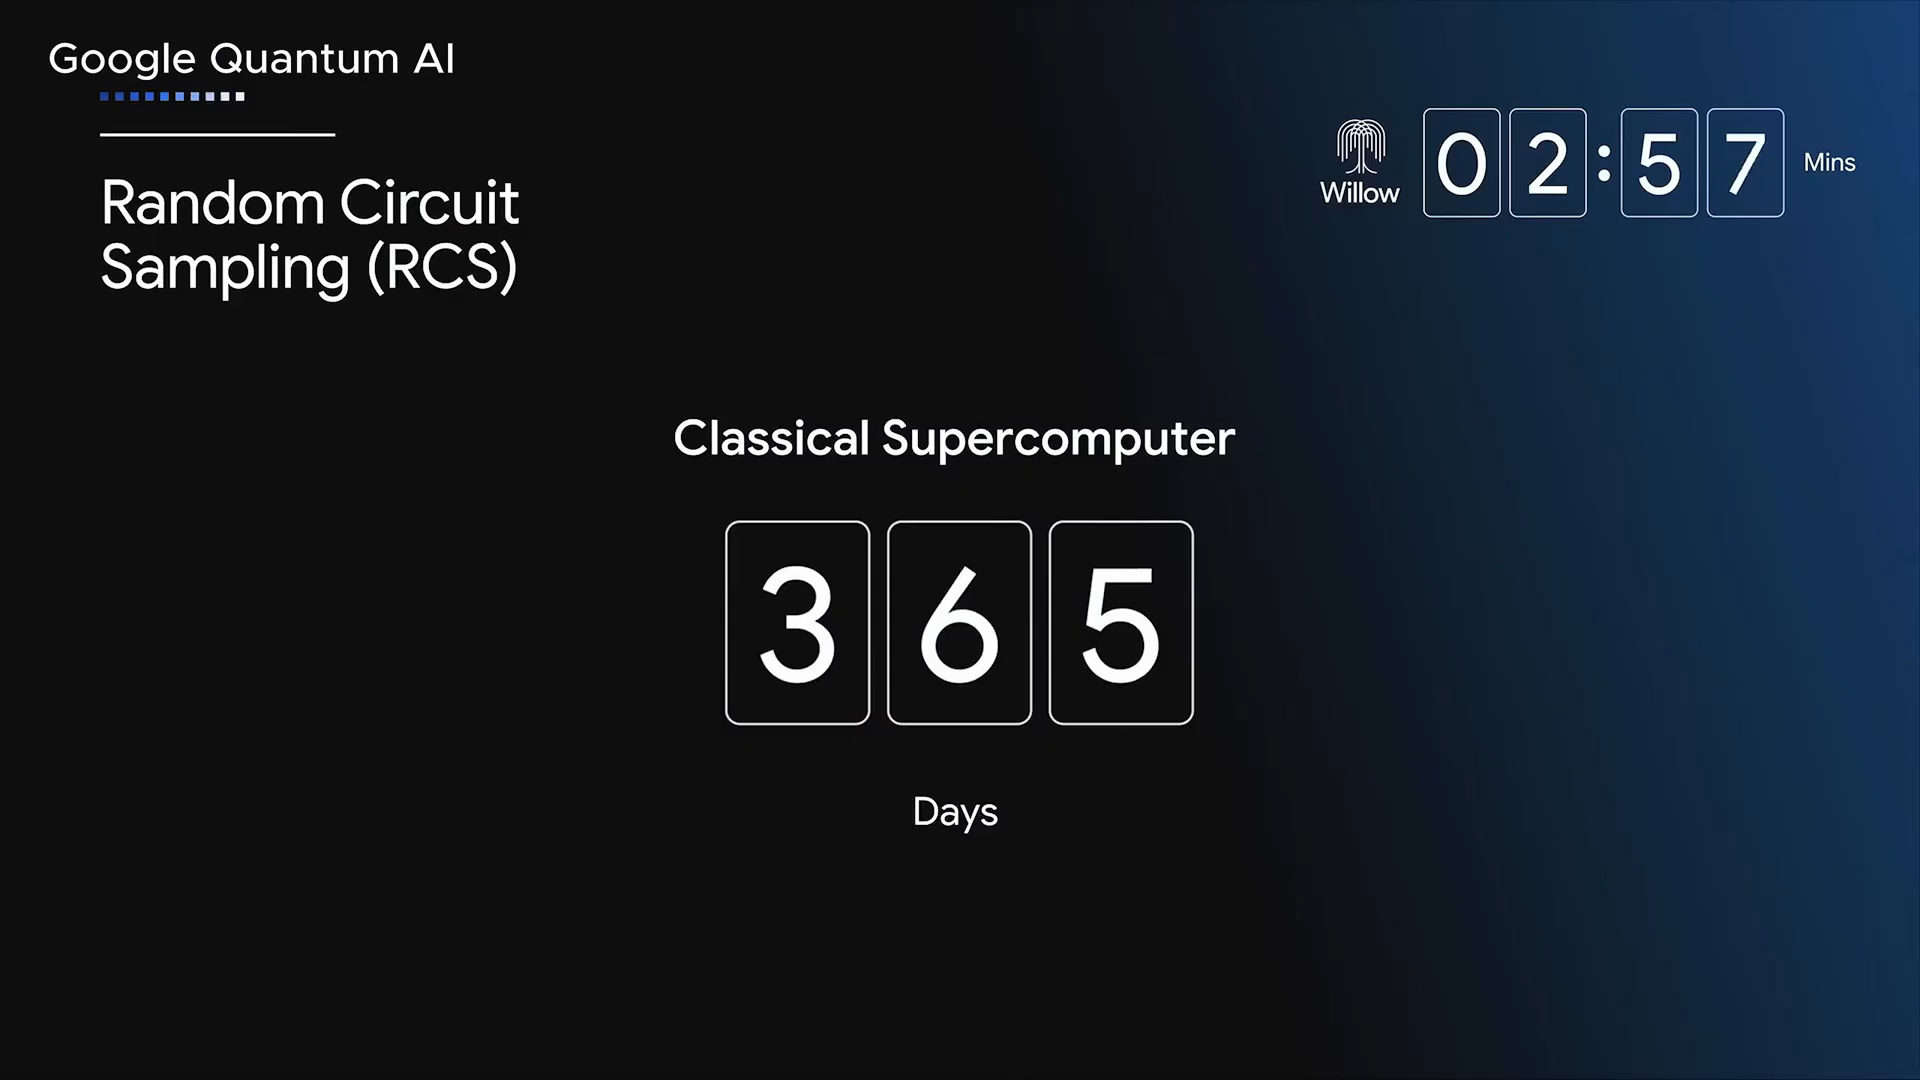 Google Quantum AI
Random Circuit
Sampling (RCS)
Willow
02:57 Mins
Classical Supercomputer
365
Days